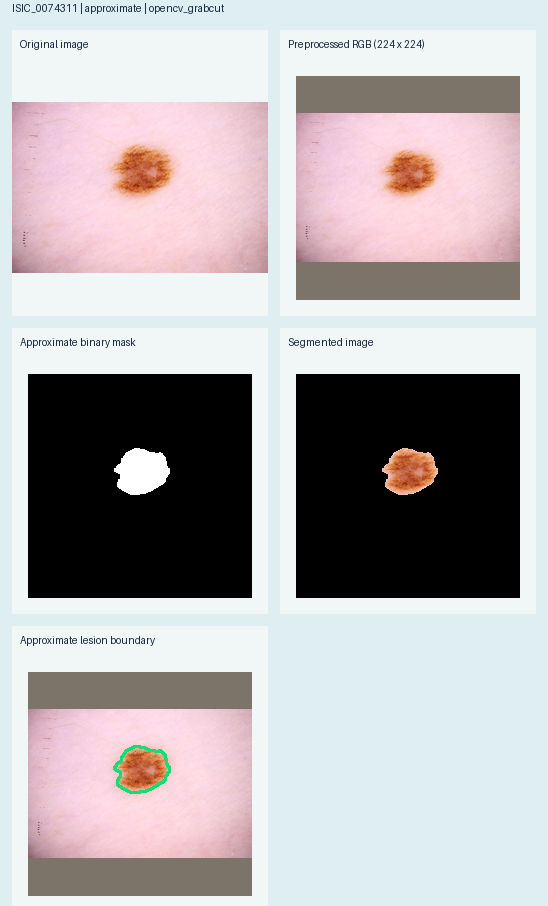 ISIC_0074311 | approximate | opencv_grabcut
Original image
Preprocessed RGB (224 x 224)
Approximate binary mask
Segmented image
Approximate lesion boundary